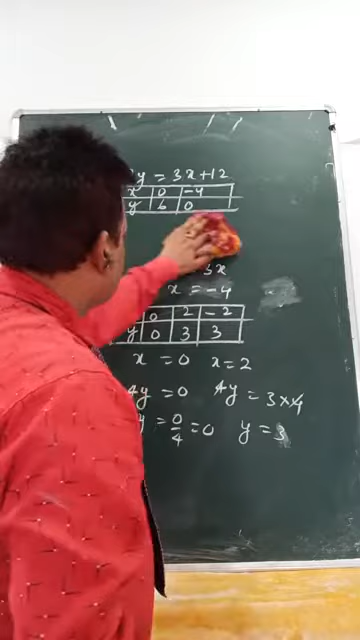 y = 3x+12
x 0 -4
y 6 0
3x
x = -4
0 2 -2
y 0 3 3
x = 0 x = 2
4y = 0 4y = 3××4
y = 0/4 = 0 y = 3